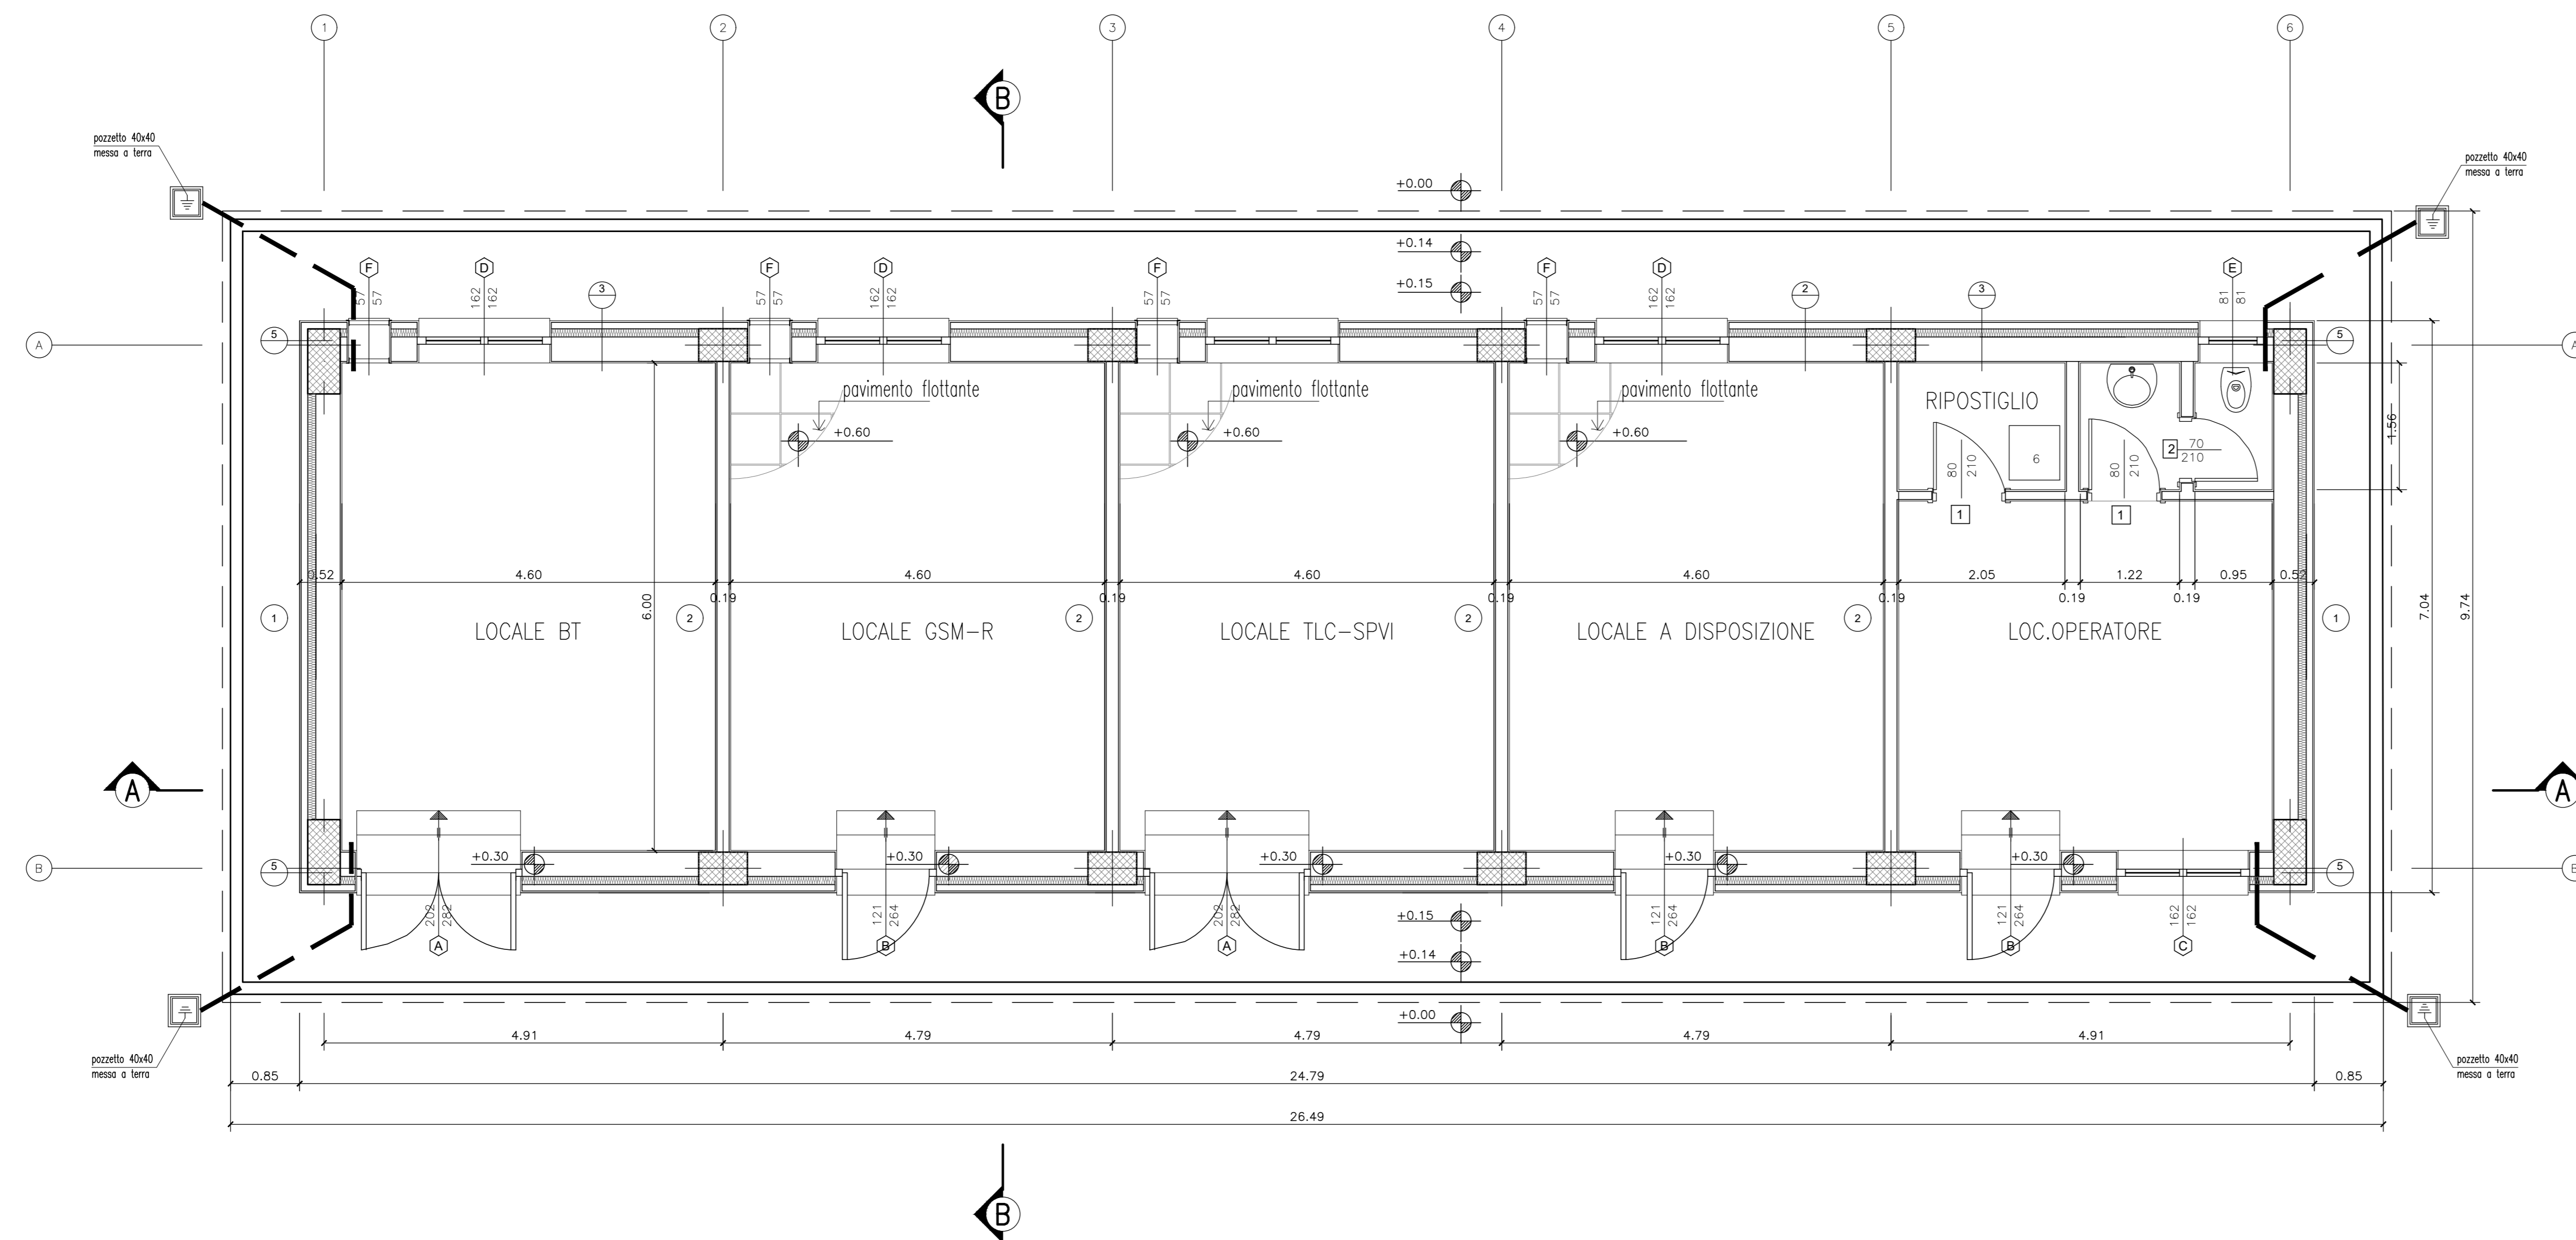 1 2 3 4 5 6
B
pozzetto 40x40
messa a terra
pozzetto 40x40
messa a terra
+0.00
+0.14
+0.15
F D 3 F D F F D 2 3 E
57 57 162 162 57 57 162 162 57 57 162 162 81 81
A 5 5 A
pavimento flottante pavimento flottante pavimento flottante
+0.60 +0.60 +0.60
RIPOSTIGLIO
6
80 210 80 210
2 70
210
1 1
1.56
0.52 4.60 4.60 4.60 4.60 2.05 1.22 0.95 0.52
0.19 0.19 0.19 0.19 0.19 0.19
6.00
7.04
9.74
1 2 2 2 2 1
LOCALE BT LOCALE GSM-R LOCALE TLC-SPVI LOCALE A DISPOSIZIONE LOC.OPERATORE
A A
+0.30 +0.30 +0.30 +0.30 +0.30
B 5 5 B
202 282 121 264 202 282 121 264 121 264 162 162
A B A B B C
+0.15
+0.14
+0.00
4.91 4.79 4.79 4.79 4.91
pozzetto 40x40
messa a terra
pozzetto 40x40
messa a terra
0.85 24.79 0.85
26.49
B